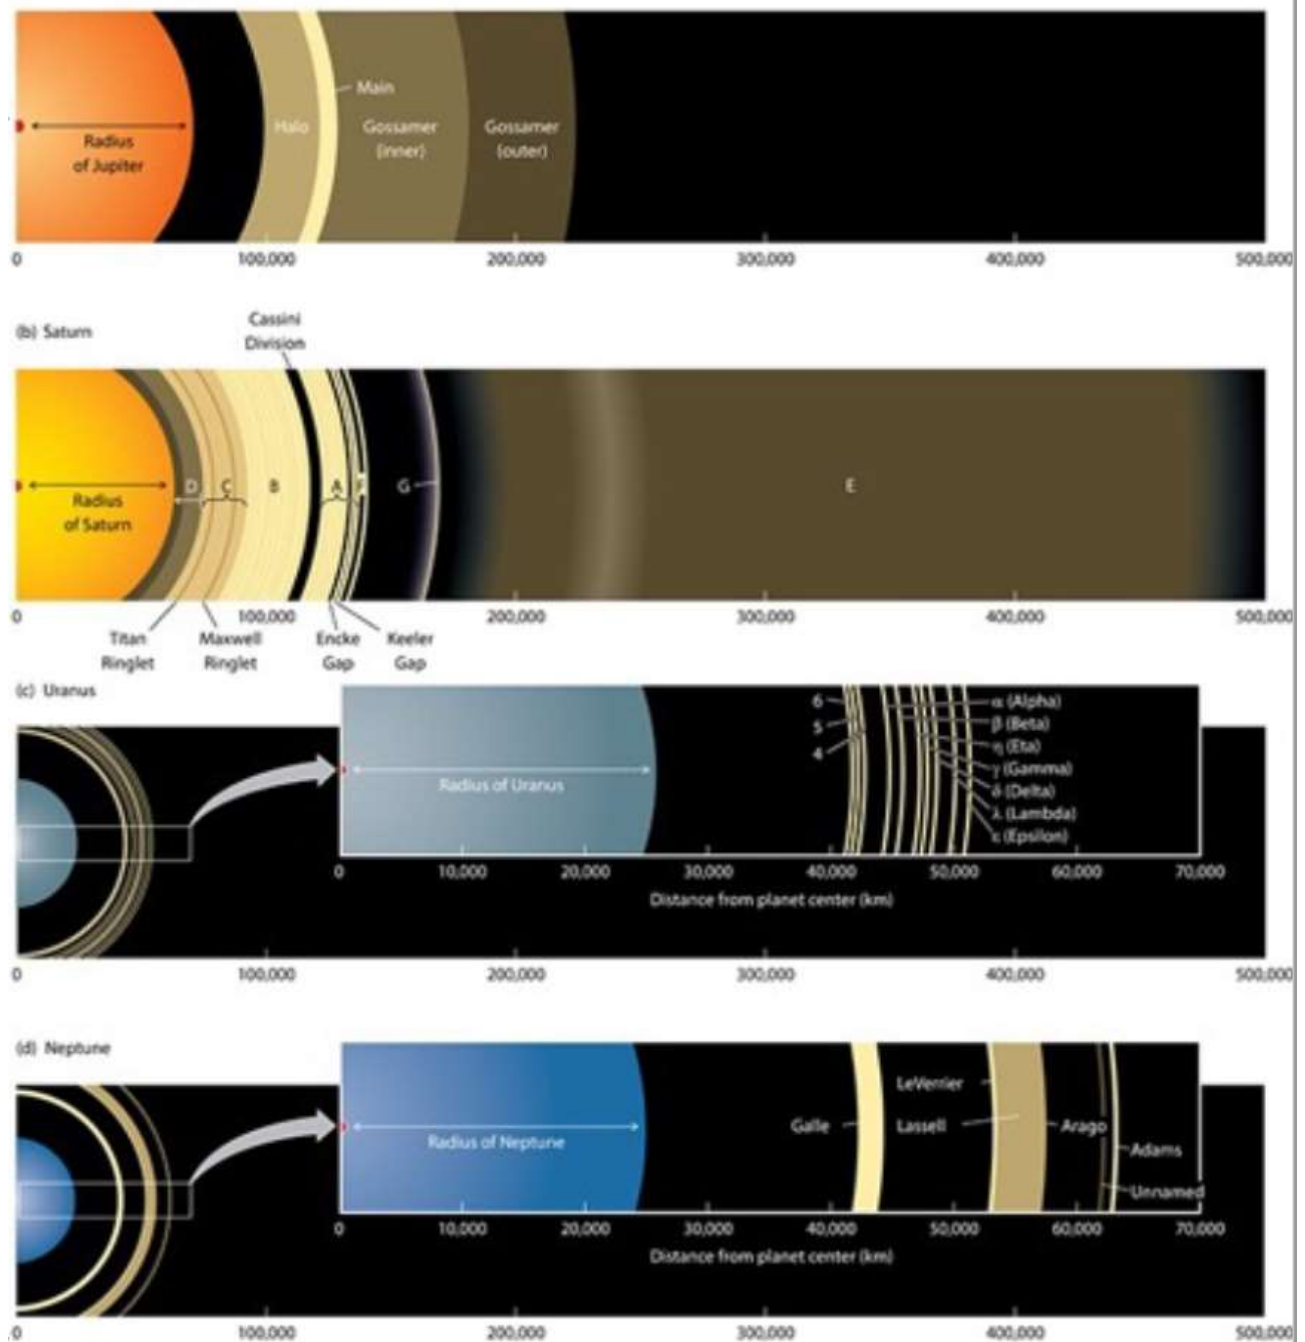 Main
Halo
Gossamer
(inner)
Gossamer
(outer)
Radius
of Jupiter
0 100,000 200,000 300,000 400,000 500,000
(b) Saturn
Cassini
Division
D C B A F G E
Radius
of Saturn
0 100,000 200,000 300,000 400,000 500,000
Titan
Ringlet
Maxwell
Ringlet
Encke
Gap
Keeler
Gap
(c) Uranus
6
5
4
α (Alpha)
β (Beta)
η (Eta)
γ (Gamma)
δ (Delta)
λ (Lambda)
ε (Epsilon)
Radius of Uranus
0 10,000 20,000 30,000 40,000 50,000 60,000 70,000
Distance from planet center (km)
0 100,000 200,000 300,000 400,000 500,000
(d) Neptune
LeVerrier
Galle
Lassell
Arago
Adams
Unnamed
Radius of Neptune
0 10,000 20,000 30,000 40,000 50,000 60,000 70,000
Distance from planet center (km)
0 100,000 200,000 300,000 400,000 500,000